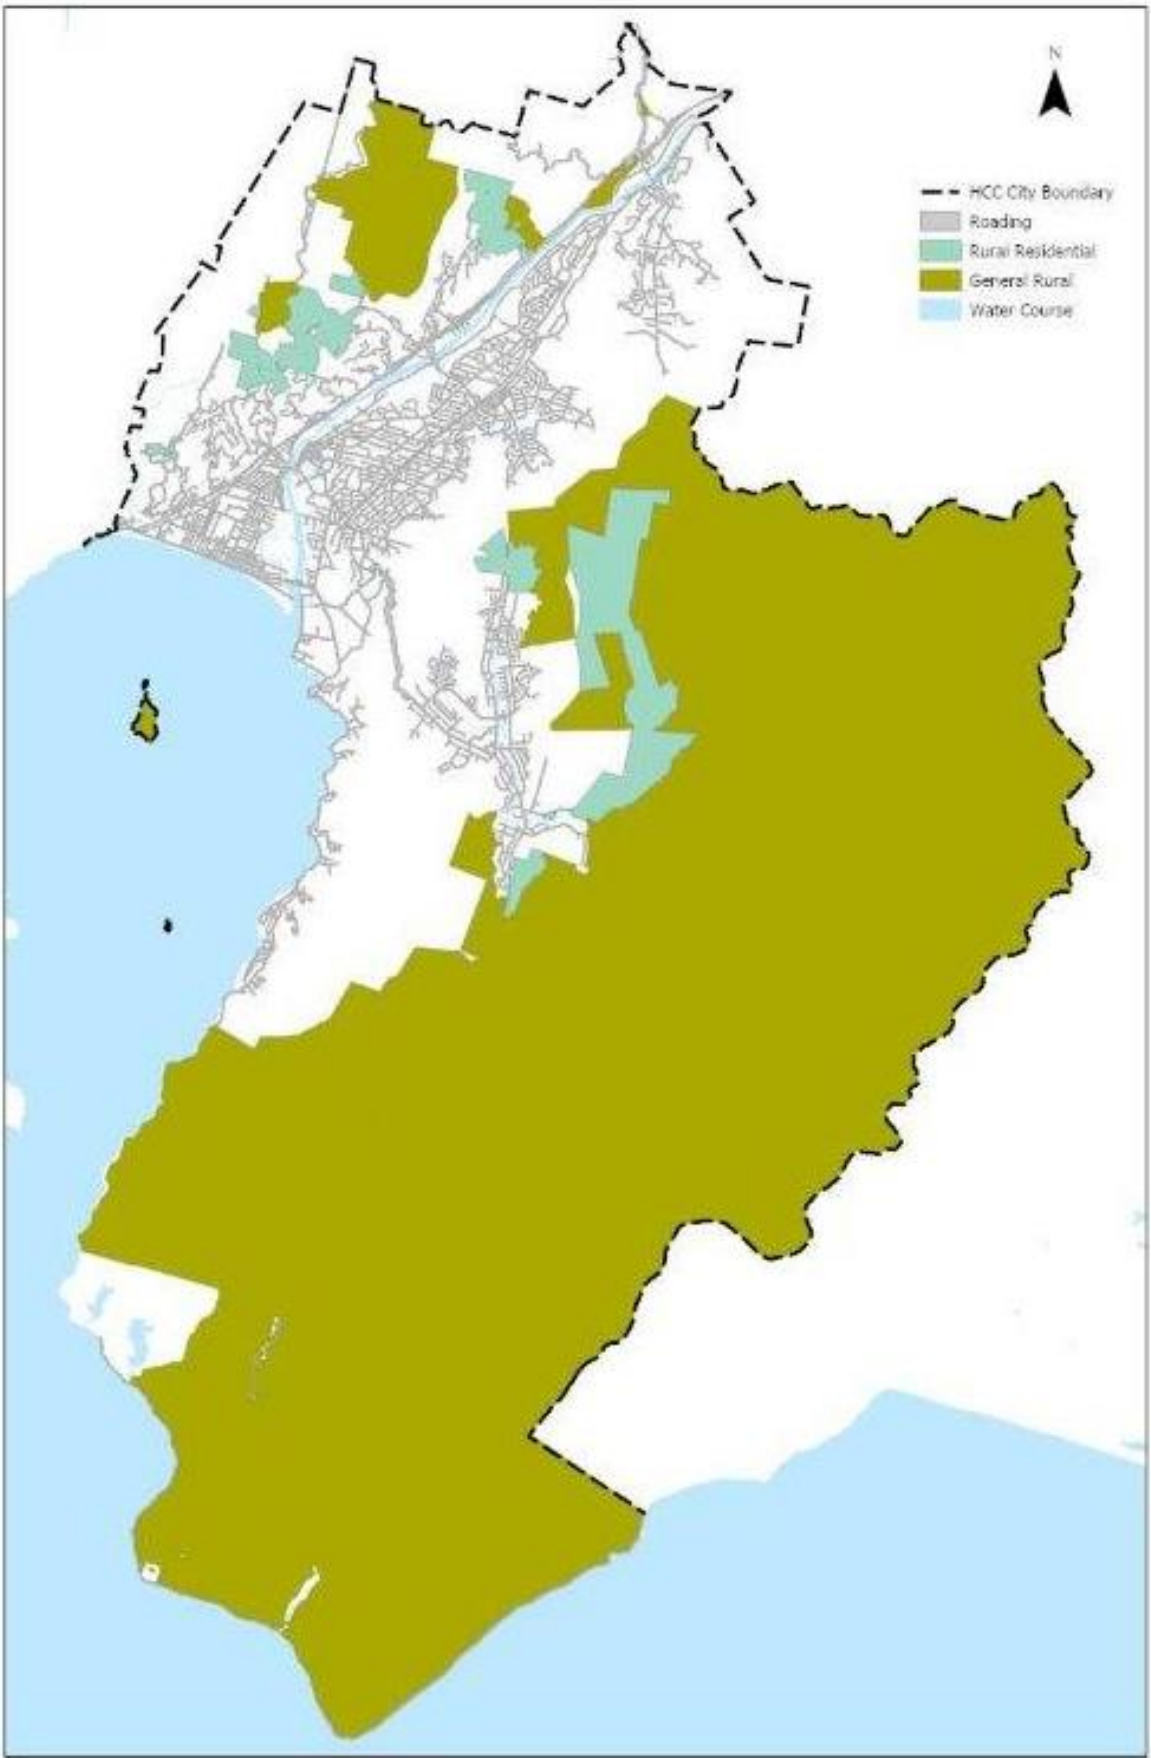 N
HCC City Boundary
Roading
Rural Residential
General Rural
Water Course